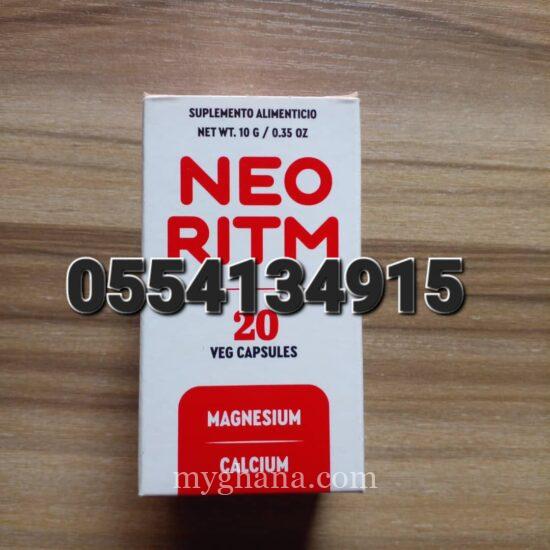 SUPLEMENTO ALIMENTICIO
NET WT. 10 G / 0.35 OZ
NEO
RITM
0554134915
20
VEG CAPSULES
MAGNESIUM
CALCIUM
myghana.com